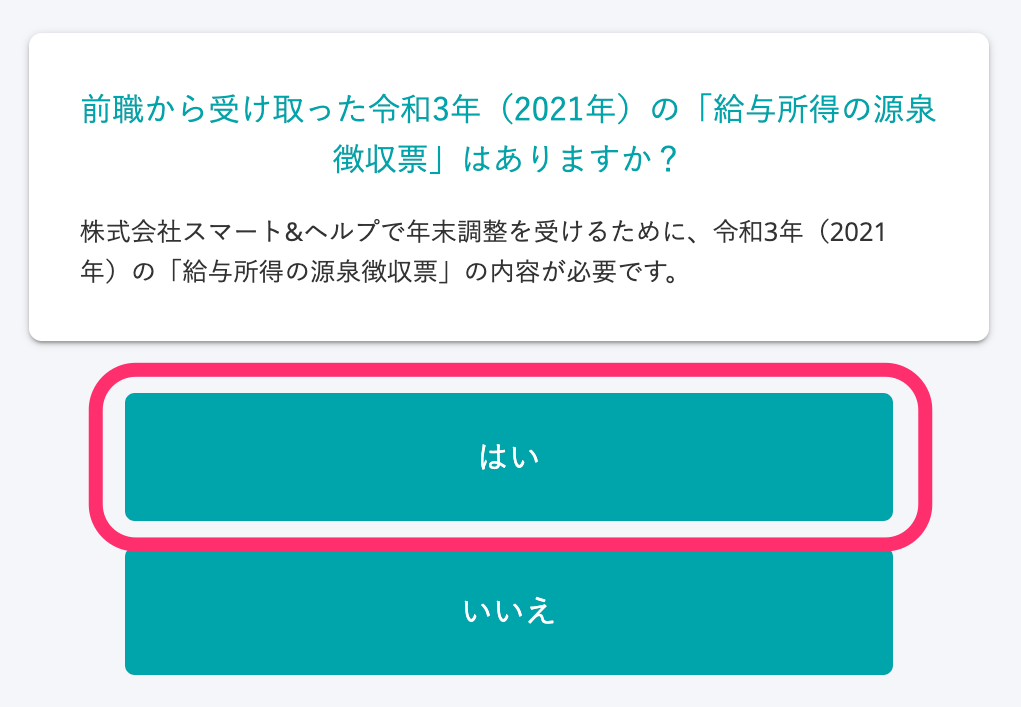 前職から受け取った令和3年（2021年）の「給与所得の源泉
徴収票」はありますか？
株式会社スマート&ヘルプで年末調整を受けるために、令和3年（2021
年）の「給与所得の源泉徴収票」の内容が必要です。
はい
いいえ